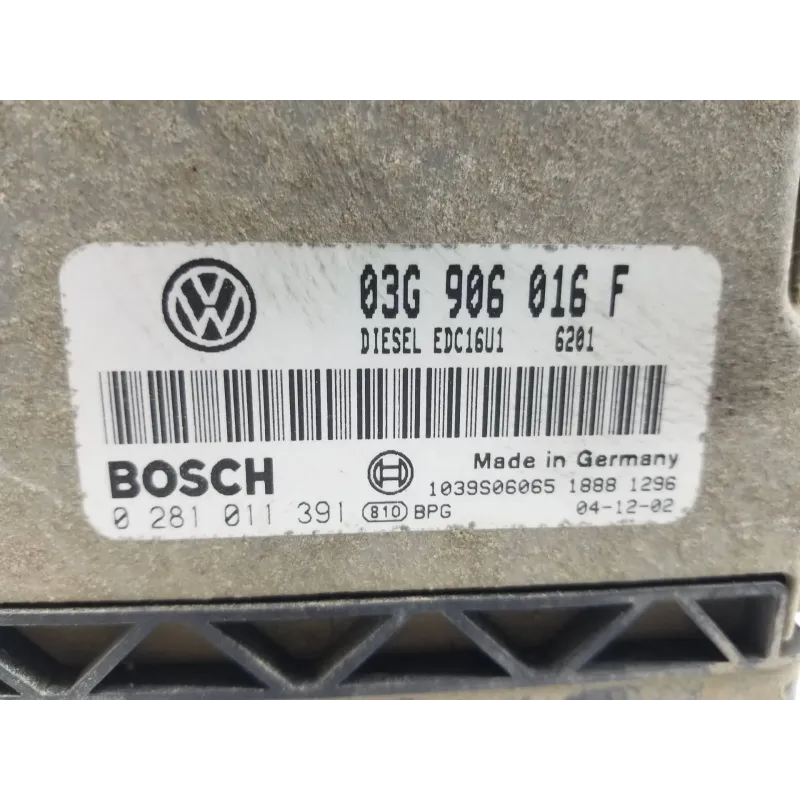 03G 906 016 F
DIESEL EDC16U1 6201
BOSCH
Made in Germany
1039S06065 1888 1296
0 281 011 391 810 BPG 04-12-02